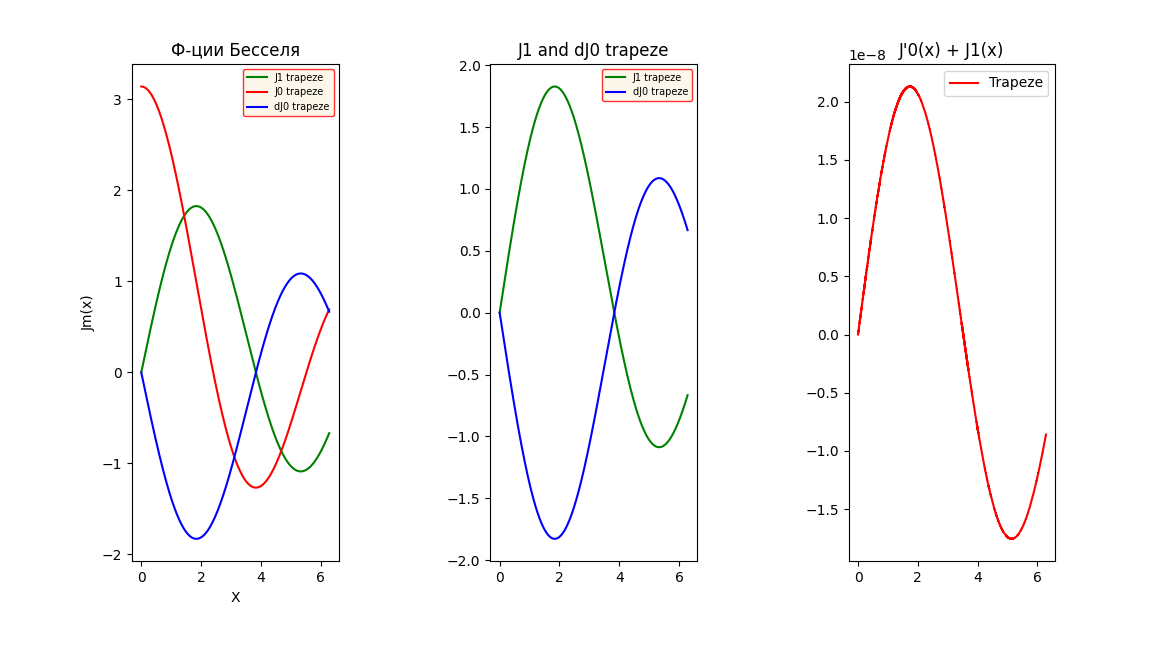 Ф-ции Бесселя
J1 trapeze
J0 trapeze
dJ0 trapeze
3
2
1
0
−1
−2
Jm(x)
0
2
4
6
X
J1 and dJ0 trapeze
J1 trapeze
dJ0 trapeze
2.0
1.5
1.0
0.5
0.0
−0.5
−1.0
−1.5
−2.0
0
2
4
6
J'0(x) + J1(x)
1e−8
Trapeze
2.0
1.5
1.0
0.5
0.0
−0.5
−1.0
−1.5
0
2
4
6